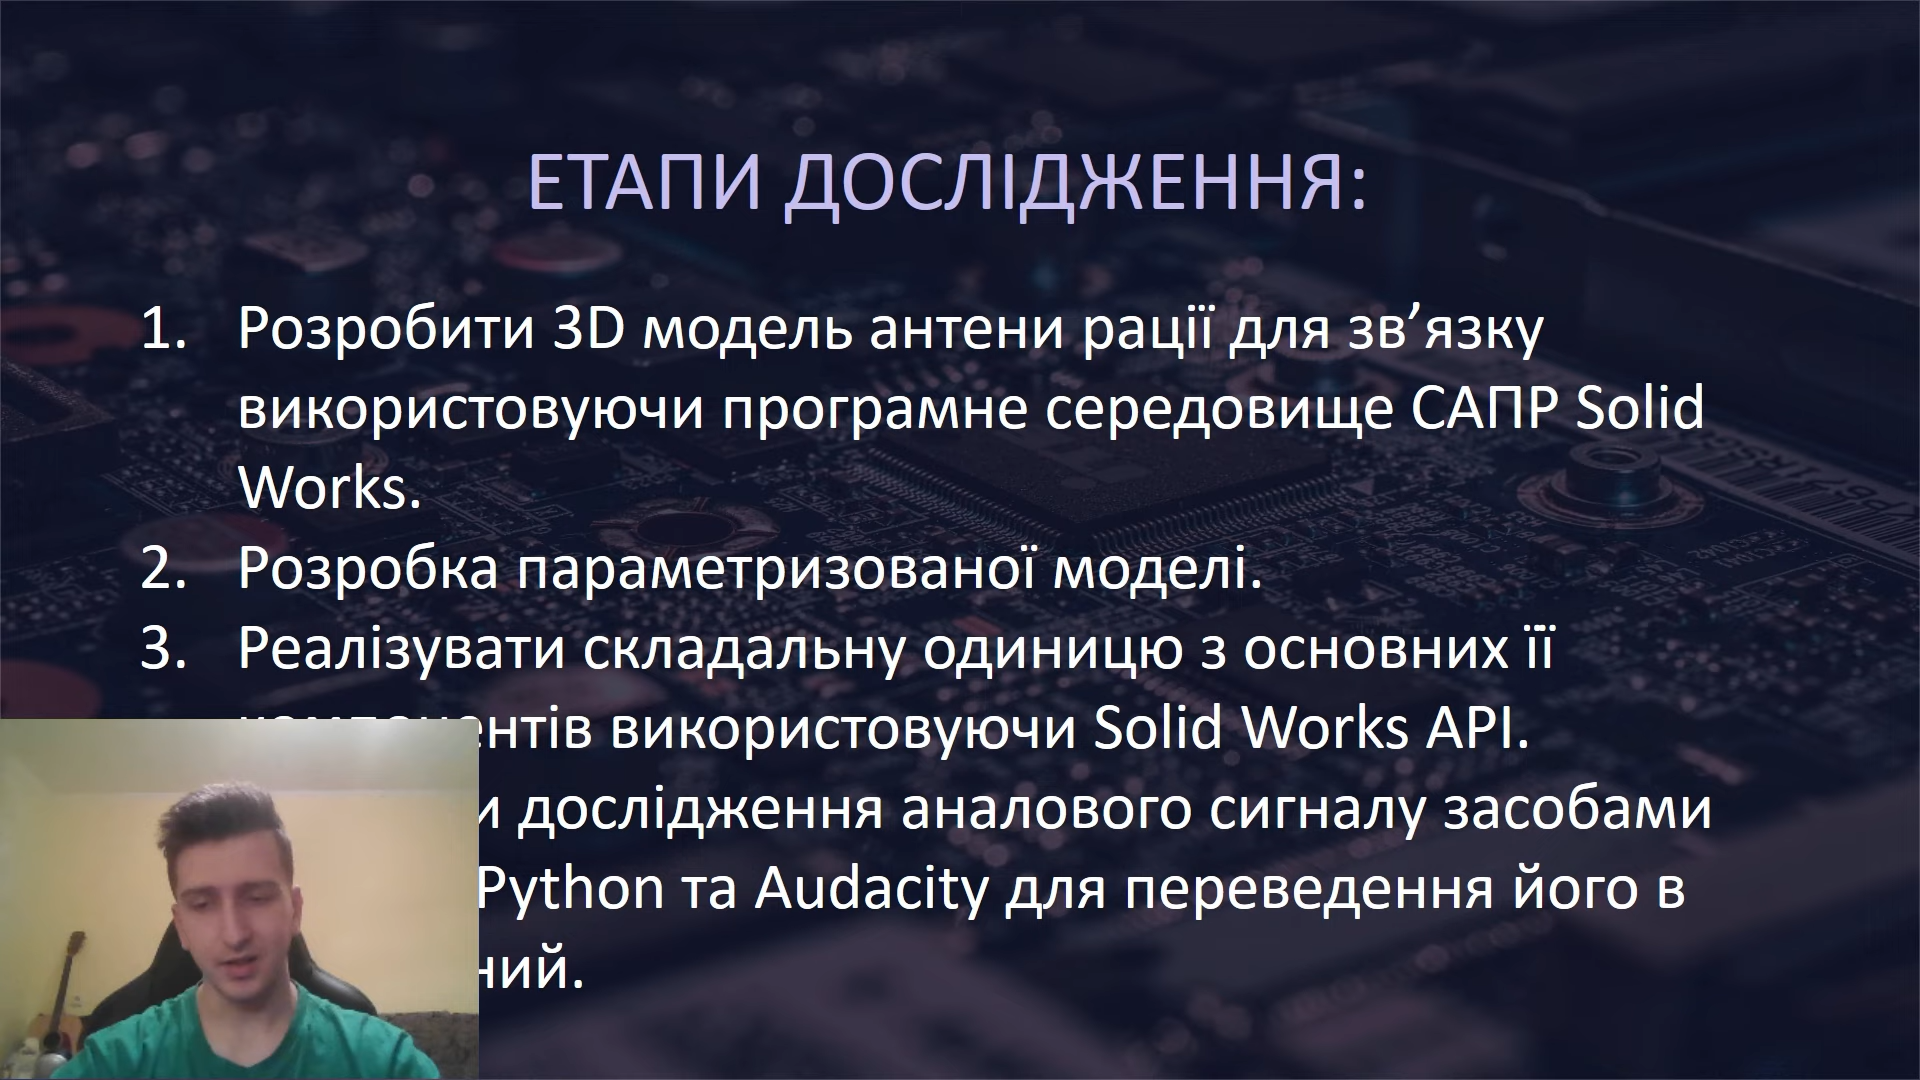 ЕТАПИ ДОСЛІДЖЕННЯ:
1. Розробити 3D модель антени рації для зв’язку
використовуючи програмне середовище САПР Solid
Works.
2. Розробка параметризованої моделі.
3. Реалізувати складальну одиницю з основних її
компонентів використовуючи Solid Works API.
дослідження аналового сигналу засобами
Python та Audacity для переведення його в